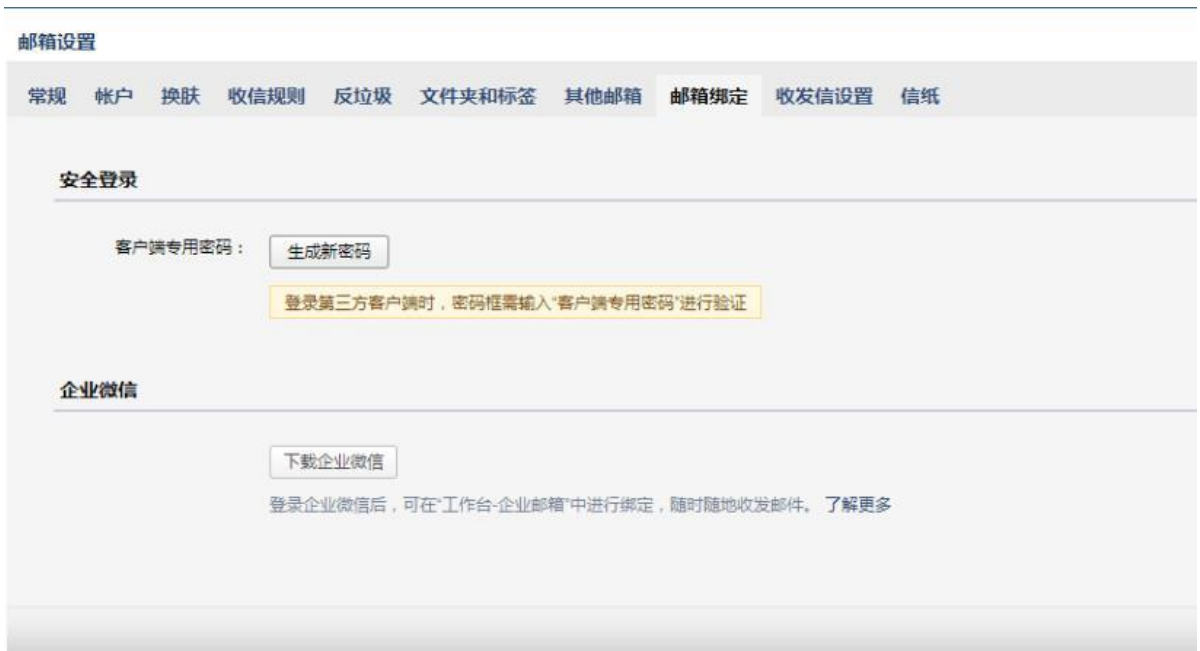 邮箱设置
常规 帐户 换肤 收信规则 反垃圾 文件夹和标签 其他邮箱 邮箱绑定 收发信设置 信纸
安全登录
客户端专用密码： 生成新密码
登录第三方客户端时，密码框需输入“客户端专用密码”进行验证
企业微信
下载企业微信
登录企业微信后，可在“工作台-企业邮箱”中进行绑定，随时随地收发邮件。 了解更多